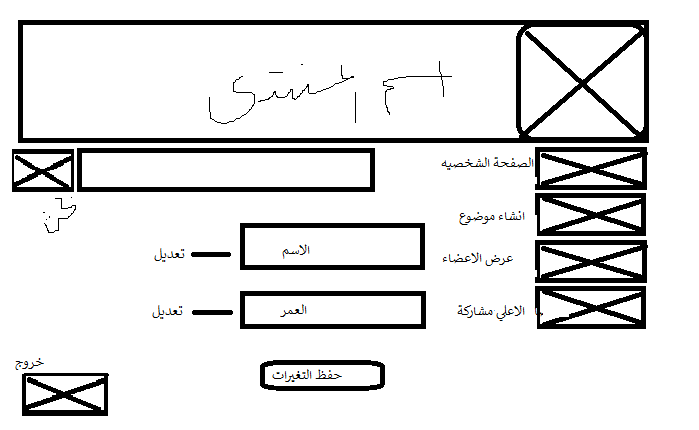 اسم المنتدى
الصفحة الشخصيه
انشاء موضوع
عرض الاعضاء
الاعلي مشاركة
الاسم
تعديل
العمر
تعديل
حفظ التغيرات
خروج